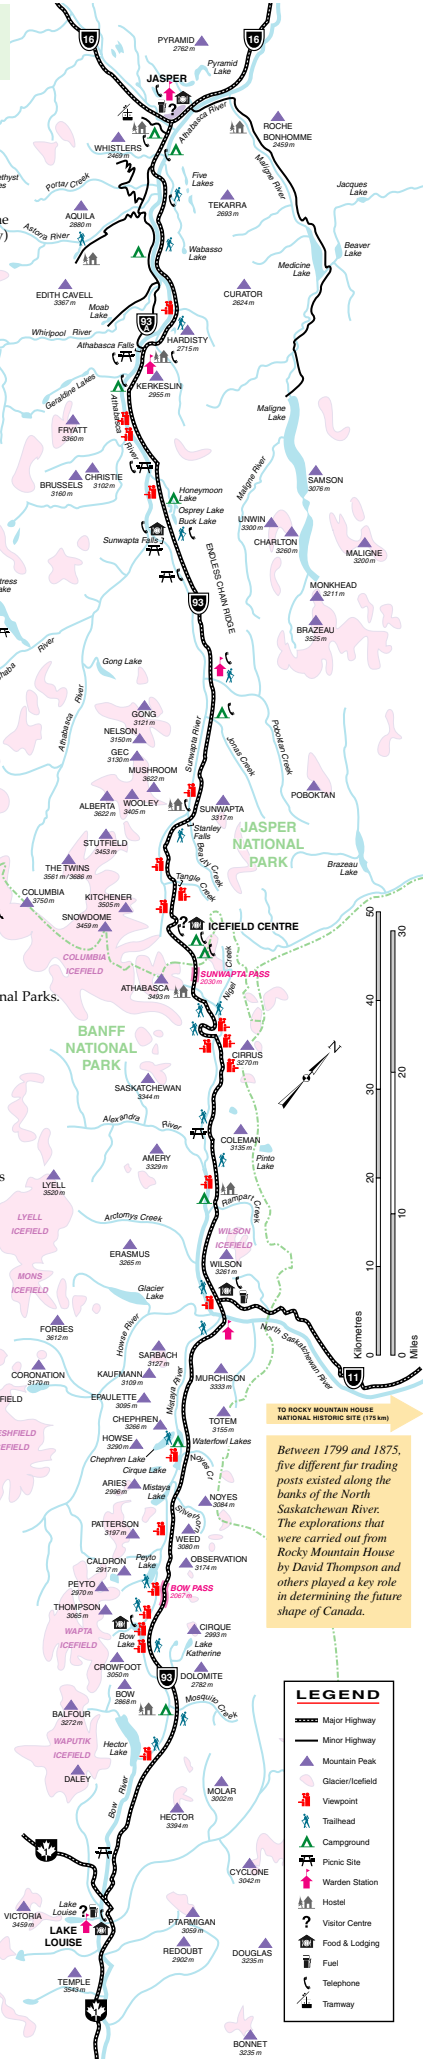 16
16
PYRAMID
2762 m
Pyramid
Lake
JASPER
?
Athabasca River
ROCHE
BONHOMME
2459 m
WHISTLERS
2469 m
Maligne River
Portal Creek
Five
Lakes
Jacques
Lake
AQUILA
2880 m
TEKARRA
2693 m
Astoria River
Wabasso
Lake
Beaver
Lake
Medicine
Lake
EDITH CAVELL
3367 m
CURATOR
2624 m
Moab
Lake
93
A
Whirlpool River
HARDISTY
2715 m
Athabasca Falls
KERKESLIN
2955 m
Geraldine Lakes
Athabasca
River
Maligne
Lake
FRYATT
3360 m
Maligne River
BRUSSELS
3160 m
CHRISTIE
3102 m
SAMSON
3076 m
Honeymoon
Lake
Osprey Lake
Buck Lake
UNWIN
3300 m
CHARLTON
3260 m
MALIGNE
3200 m
Sunwapta Falls
ENDLESS CHAIN RIDGE
MONKHEAD
3211 m
93
BRAZEAU
3525 m
River
Gong Lake
Athabasca River
GONG
3121 m
NELSON
3150 m
GEC
3130 m
MUSHROOM
3622 m
Sunwapta River
Jonas Creek
Poboktan Creek
POBOKTAN
ALBERTA
3622 m
WOOLEY
3405 m
SUNWAPTA
3317 m
STUTFIELD
3453 m
Stanley
Falls
Beauty Creek
JASPER
NATIONAL
PARK
THE TWINS
3561 m / 3686 m
Tangle Creek
Brazeau
Lake
COLUMBIA
3750 m
KITCHENER
3505 m
SNOWDOME
3459 m
? ICEFIELD CENTRE
COLUMBIA
ICEFIELD
SUNWAPTA PASS
2030 m
ATHABASCA
3493 m
Nigel
Creek
nal Parks.
BANFF
NATIONAL
PARK
CIRRUS
3270 m
N
SASKATCHEWAN
3344 m
Alexandra River
COLEMAN
3135 m
AMERY
3329 m
Pinto
Lake
LYELL
3520 m
Rampart Creek
Arctomys Creek
LYELL
ICEFIELD
WILSON
ICEFIELD
ERASMUS
3265 m
WILSON
3261 m
MONS
ICEFIELD
Glacier
Lake
FORBES
3612 m
Howse River
North Saskatchewan River
50
40
30
20
10
0
Kilometres
30
20
10
0
Miles
11
SARBACH
3127 m
CORONATION
3170 m
KAUFMANN
3109 m
Mistaya River
MURCHISON
3333 m
EPAULETTE
3095 m
CHEPHREN
3266 m
TOTEM
3155 m
TO ROCKY MOUNTAIN HOUSE
NATIONAL HISTORIC SITE (175 km)
HOWSE
3290 m
Waterfowl Lakes
Chephren Lake
Cirque Lake
Noyes Cr
Between 1799 and 1875,
five different fur trading
posts existed along the
banks of the North
Saskatchewan River.
The explorations that
were carried out from
Rocky Mountain House
by David Thompson and
others played a key role
in determining the future
shape of Canada.
ARIES
2996 m
Mistaya
Lake
NOYES
3084 m
Silverhorn
PATTERSON
3197 m
WEED
3080 m
CALDRON
2917 m
Peyto
Lake
OBSERVATION
3174 m
PEYTO
2970 m
BOW PASS
2067 m
THOMPSON
3065 m
WAPTA
ICEFIELD
Bow
Lake
CIRQUE
2993 m
Lake
Katherine
CROWFOOT
3050 m
93
DOLOMITE
2782 m
BOW
2868 m
Mosquito Creek
BALFOUR
3272 m
WAPUTIK
ICEFIELD
Hector
Lake
DALEY
Bow River
MOLAR
3002 m
HECTOR
3394 m
CYCLONE
3042 m
VICTORIA
3459 m
Lake
Louise
?
LAKE
LOUISE
PTARMIGAN
3059 m
REDOUBT
2902 m
DOUGLAS
3235 m
TEMPLE
3543 m
1
BONNET
3235 m
LEGEND
Major Highway
Minor Highway
Mountain Peak
Glacier/Icefield
Viewpoint
Trailhead
Campground
Picnic Site
Warden Station
Hostel
? Visitor Centre
Food & Lodging
Fuel
Telephone
Tramway